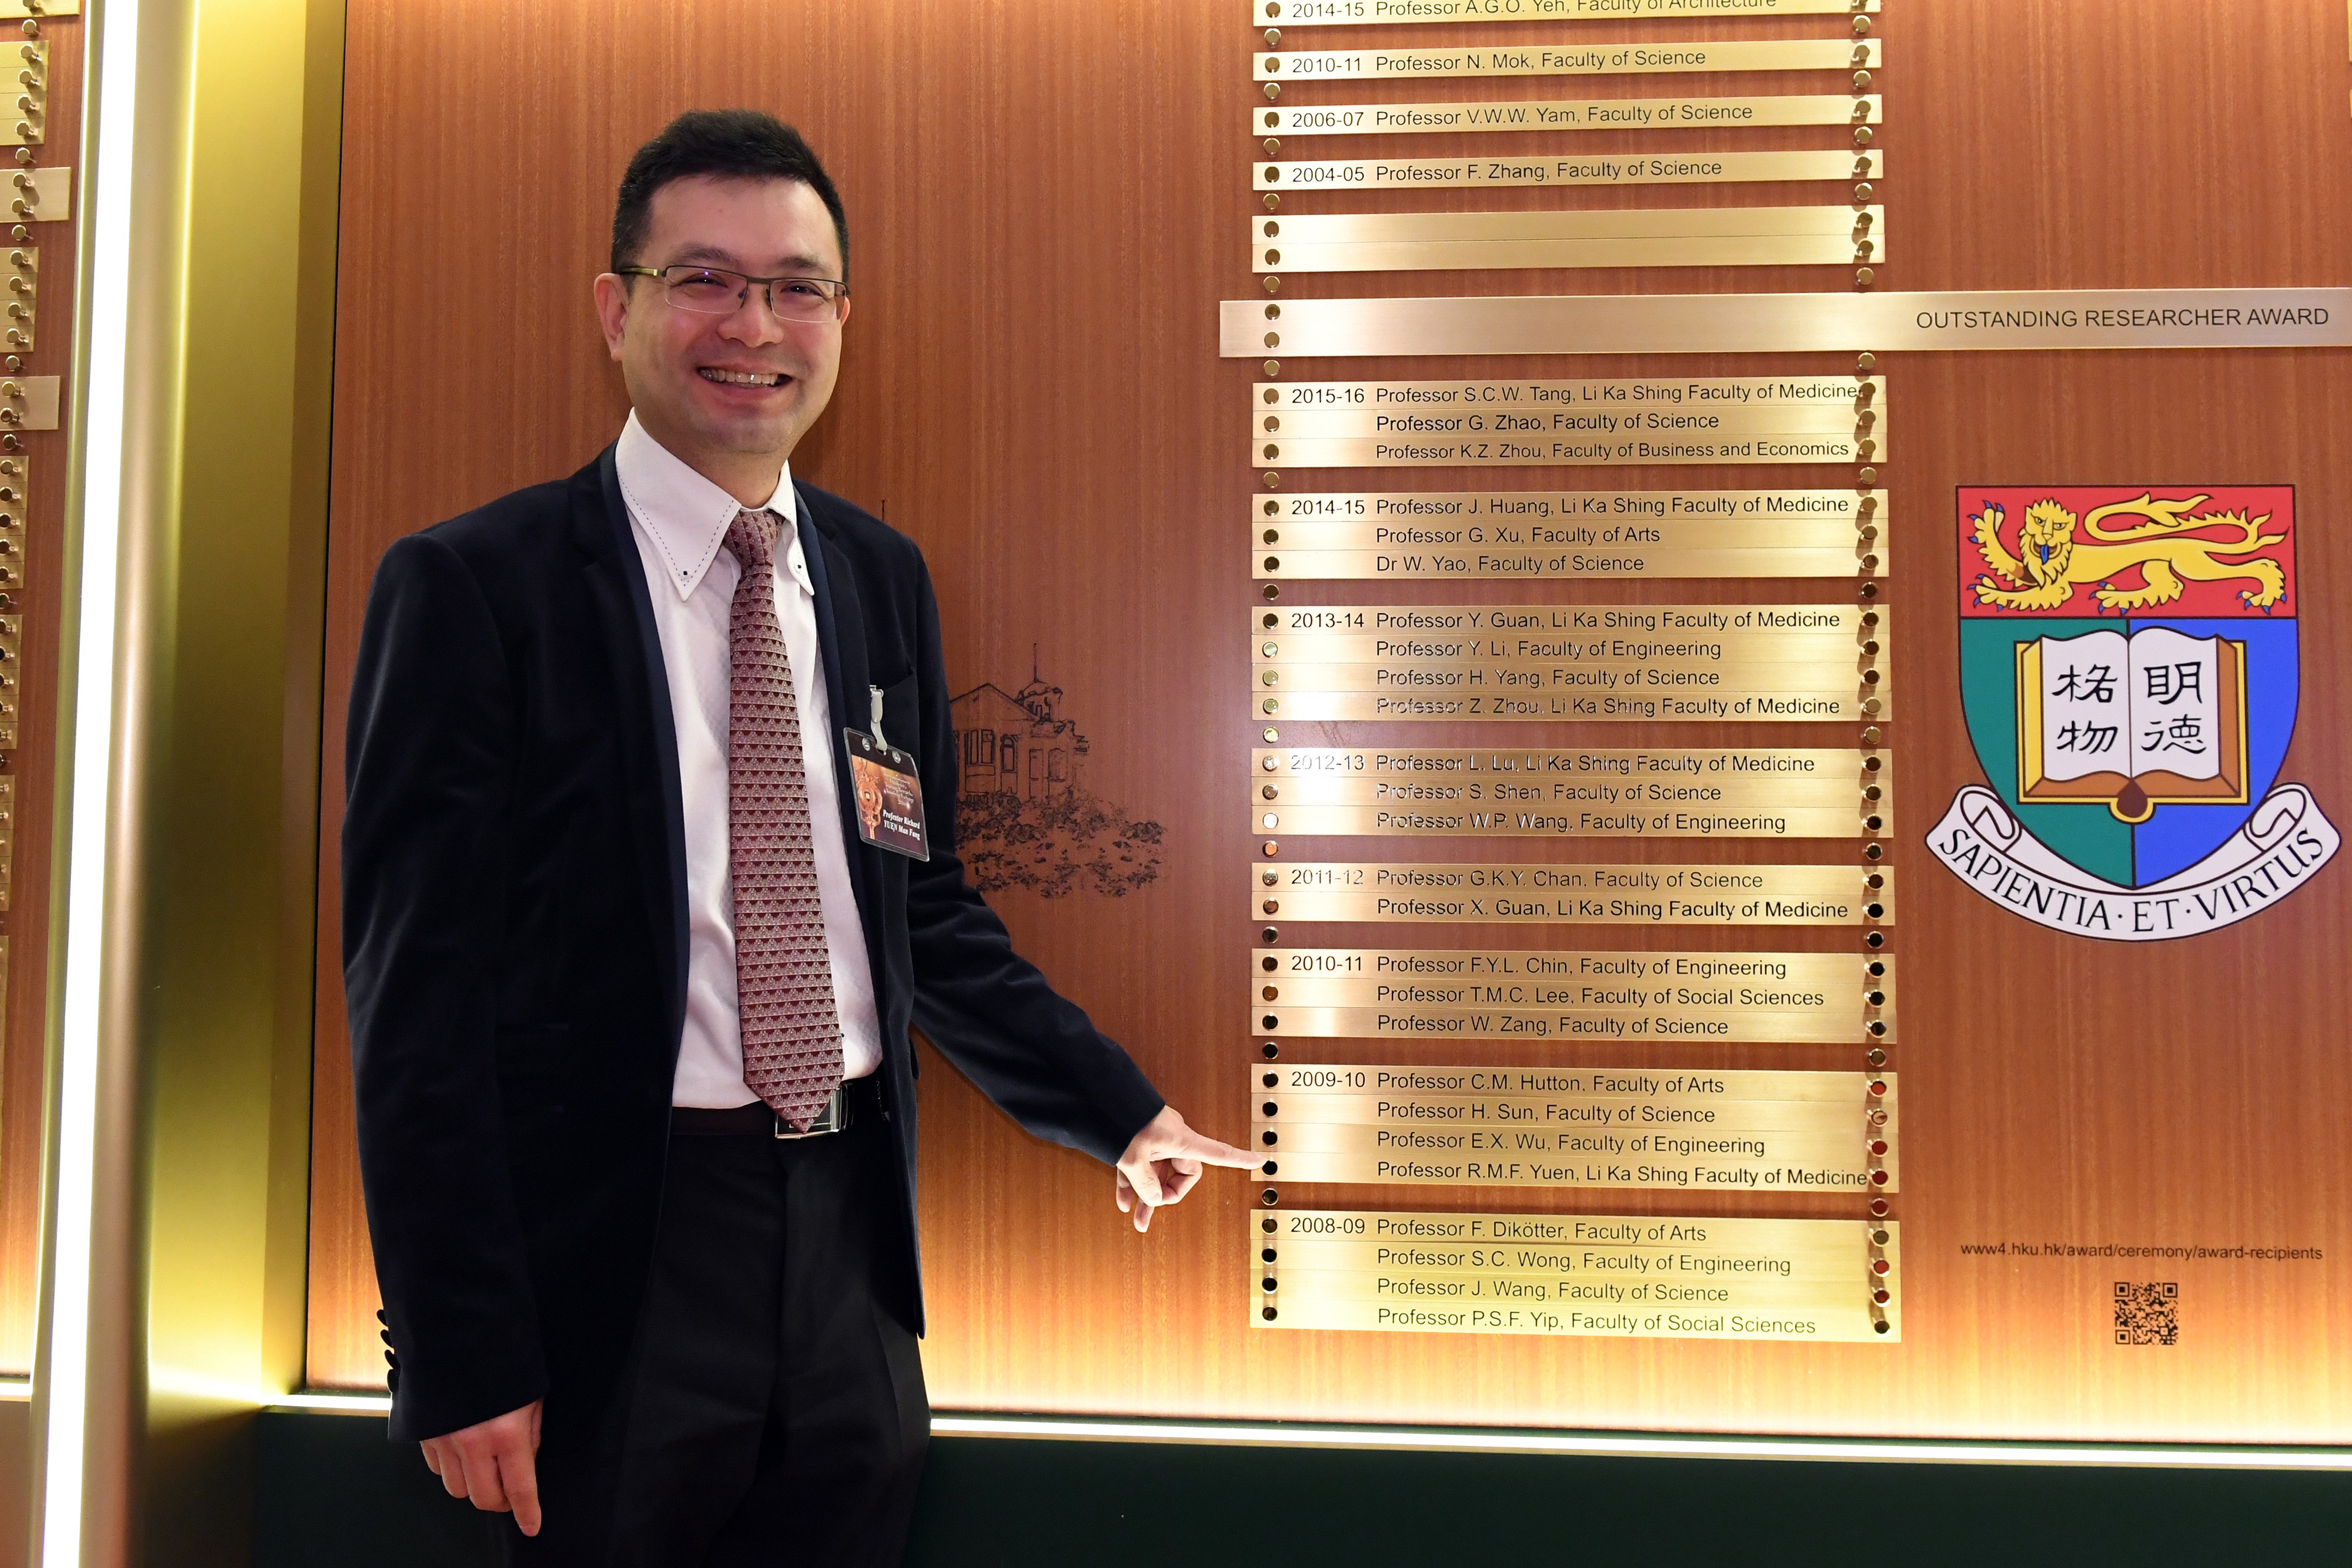 2014-15 Professor A.G.O. Yeh, Faculty of Architecture
2010-11 Professor N. Mok, Faculty of Science
2006-07 Professor V.W.W. Yam, Faculty of Science
2004-05 Professor F. Zhang, Faculty of Science
OUTSTANDING RESEARCHER AWARD
2015-16 Professor S.C.W. Tang, Li Ka Shing Faculty of Medicine
Professor G. Zhao, Faculty of Science
Professor K.Z. Zhou, Faculty of Business and Economics
2014-15 Professor J. Huang, Li Ka Shing Faculty of Medicine
Professor G. Xu, Faculty of Arts
Dr W. Yao, Faculty of Science
2013-14 Professor Y. Guan, Li Ka Shing Faculty of Medicine
Professor Y. Li, Faculty of Engineering
Professor H. Yang, Faculty of Science
Professor Z. Zhou, Li Ka Shing Faculty of Medicine
2012-13 Professor L. Lu, Li Ka Shing Faculty of Medicine
Professor S. Shen, Faculty of Science
Professor W.P. Wang, Faculty of Engineering
2011-12 Professor G.K.Y. Chan, Faculty of Science
Professor X. Guan, Li Ka Shing Faculty of Medicine
2010-11 Professor F.Y.L. Chin, Faculty of Engineering
Professor T.M.C. Lee, Faculty of Social Sciences
Professor W. Zang, Faculty of Science
2009-10 Professor C.M. Hutton, Faculty of Arts
Professor H. Sun, Faculty of Science
Professor E.X. Wu, Faculty of Engineering
Professor R.M.F. Yuen, Li Ka Shing Faculty of Medicine
2008-09 Professor F. Dikötter, Faculty of Arts
Professor S.C. Wong, Faculty of Engineering
Professor J. Wang, Faculty of Science
Professor P.S.F. Yip, Faculty of Social Sciences
明德
格物
SAPIENTIA·ET·VIRTUS
www4.hku.hk/award/ceremony/award-recipients
Professor Richard
YUEN Man Fung